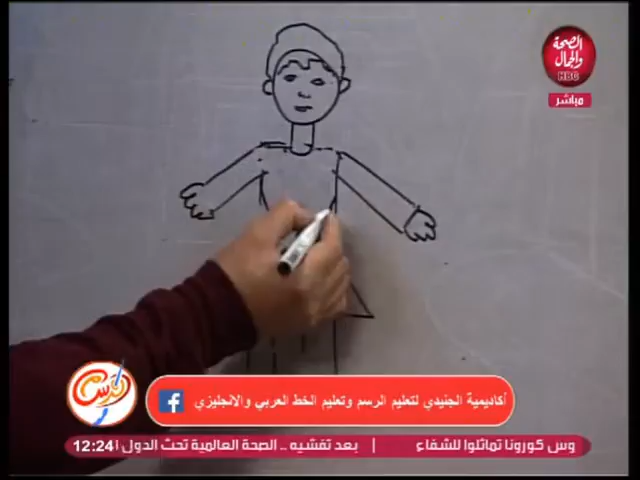 الصحة
والجمال
HBC
مباشر
أكاديمية الجنيدي لتعليم الرسم وتعليم الخط العربي والانجليزي
وس كورونا تماثلوا للشفاء | بعد تفشيه .. الصحة العالمية تحث الدول ا
12:24